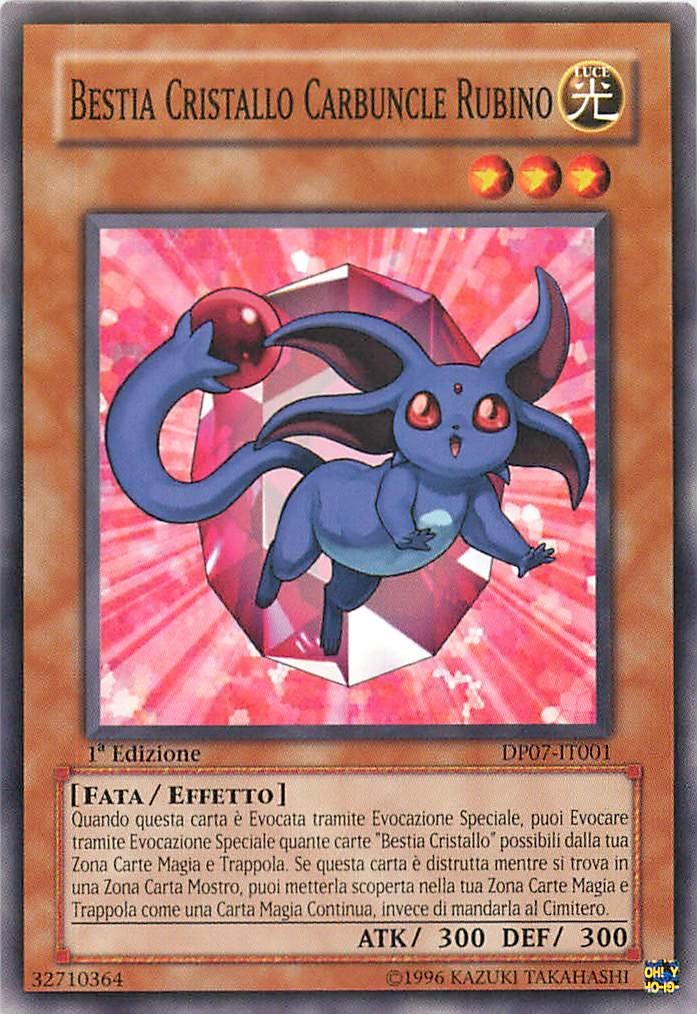 BESTIA CRISTALLO CARBUNCLE RUBINO
LUCE
光
1ª Edizione
DP07-IT001
[FATA / EFFETTO]
Quando questa carta è Evocata tramite Evocazione Speciale, puoi Evocare
tramite Evocazione Speciale quante carte "Bestia Cristallo" possibili dalla tua
Zona Carte Magia e Trappola. Se questa carta è distrutta mentre si trova in
una Zona Carta Mostro, puoi metterla scoperta nella tua Zona Carte Magia e
Trappola come una Carta Magia Continua, invece di mandarla al Cimitero.
ATK/ 300 DEF/ 300
32710364
©1996 KAZUKI TAKAHASHI